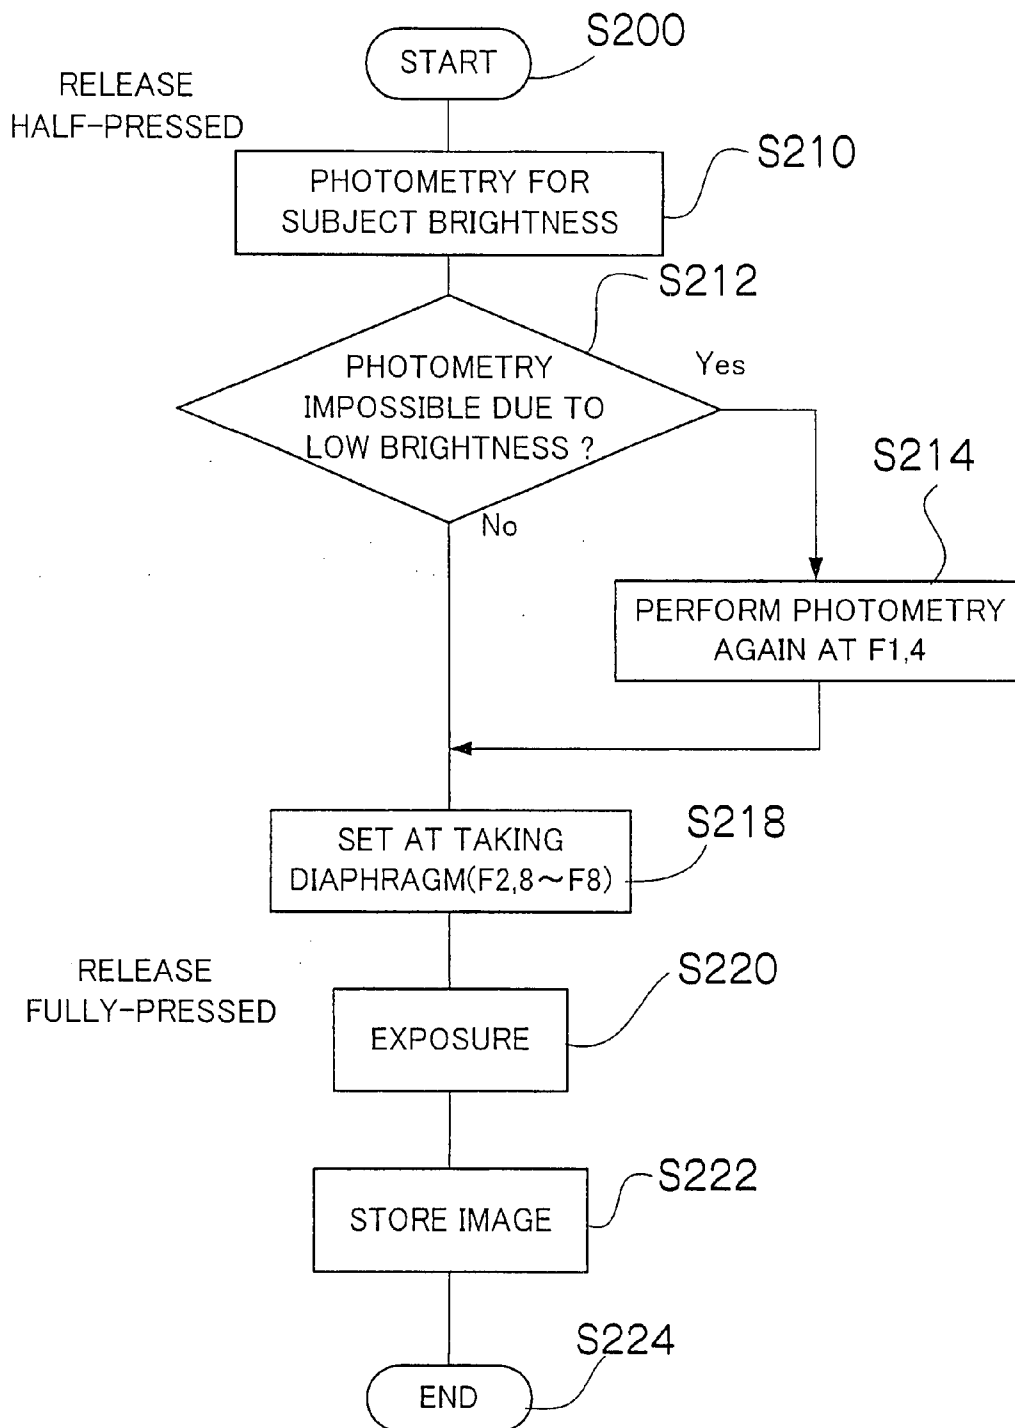 S200
START
RELEASE
HALF-PRESSED
S210
PHOTOMETRY FOR
SUBJECT BRIGHTNESS
S212
PHOTOMETRY
IMPOSSIBLE DUE TO
LOW BRIGHTNESS ?
Yes
No
S214
PERFORM PHOTOMETRY
AGAIN AT F1,4
SET AT TAKING
DIAPHRAGM(F2,8～F8)
S218
RELEASE
FULLY-PRESSED
S220
EXPOSURE
S222
STORE IMAGE
S224
END